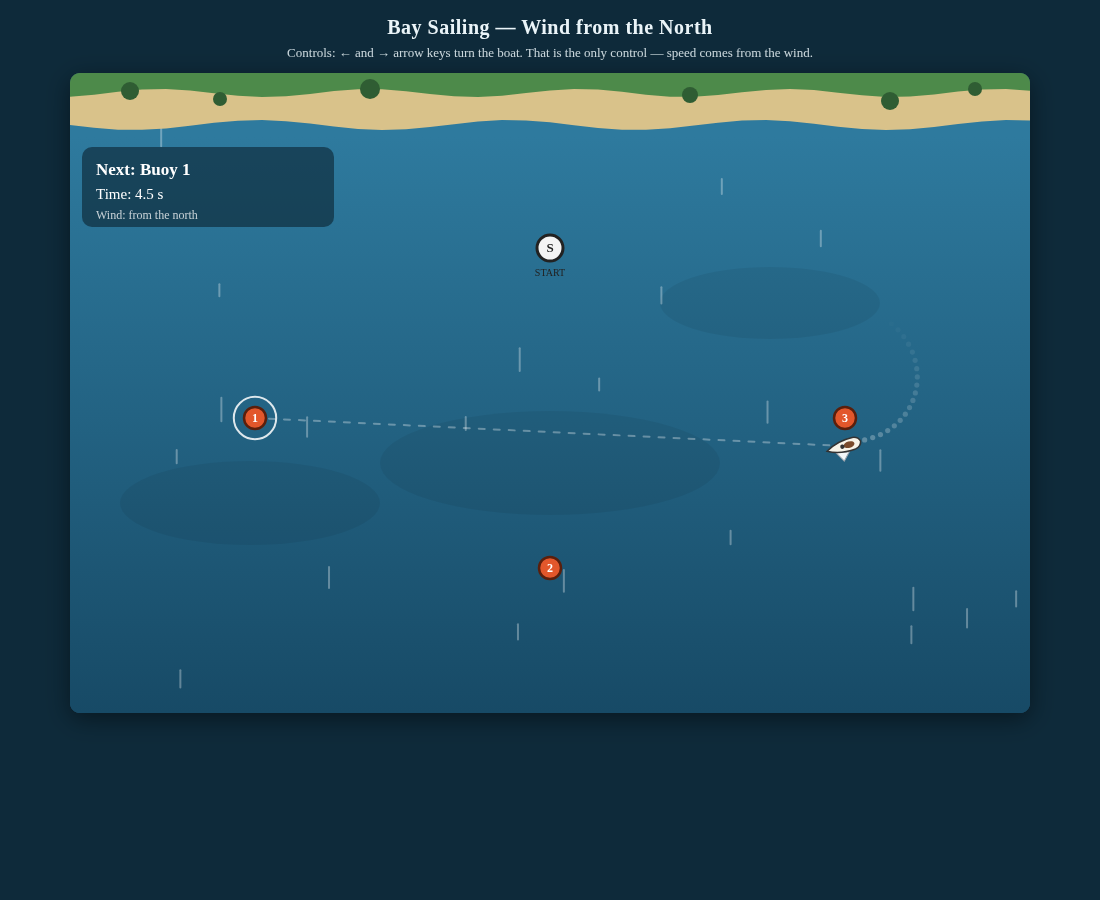 Bay Sailing — Wind from the North
Controls: ← and → arrow keys turn the boat. That is the only control — speed comes from the wind.
Next: Buoy 1
Time: 4.5 s
Wind: from the north
S
START
1
3
2